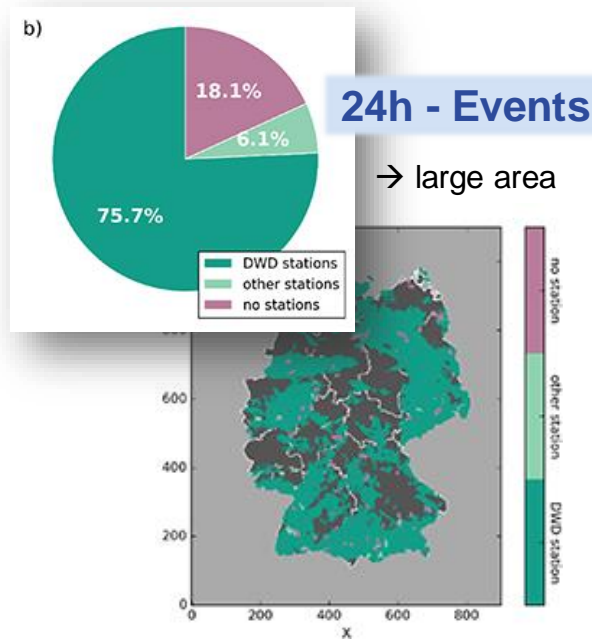 b)
18.1%
6.1%
75.7%
DWD stations
other stations
no stations
24h - Events
→ large area
600
400
200
0
0 200 400 600 800
X
no station
other station
DWD station